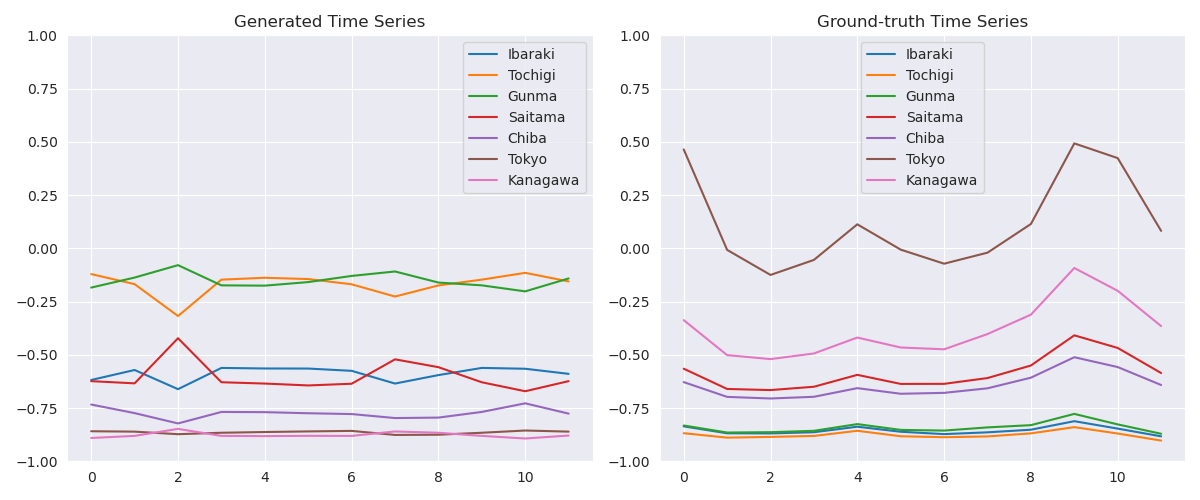 Generated Time Series
1.00
0.75
0.50
0.25
0.00
−0.25
−0.50
−0.75
−1.00
0
2
4
6
8
10
Ibaraki
Tochigi
Gunma
Saitama
Chiba
Tokyo
Kanagawa
Ground-truth Time Series
1.00
0.75
0.50
0.25
0.00
−0.25
−0.50
−0.75
−1.00
0
2
4
6
8
10
Ibaraki
Tochigi
Gunma
Saitama
Chiba
Tokyo
Kanagawa